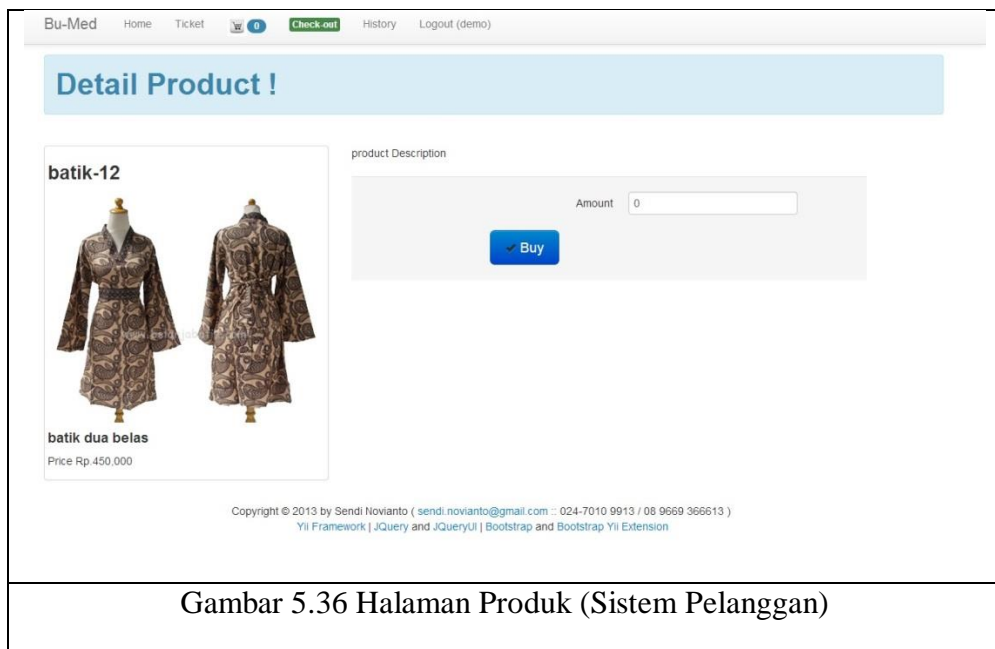 Bu-Med Home Ticket 0 Check-out History Logout (demo)
Detail Product !
batik-12
batik dua belas
Price Rp.450,000
product Description
Amount 0
Buy
Copyright © 2013 by Sendi Novianto ( sendi.novianto@gmail.com :: 024-7010 9913 / 08 9669 366613 )
Yii Framework | JQuery and JQueryUI | Bootstrap and Bootstrap Yii Extension
Gambar 5.36 Halaman Produk (Sistem Pelanggan)